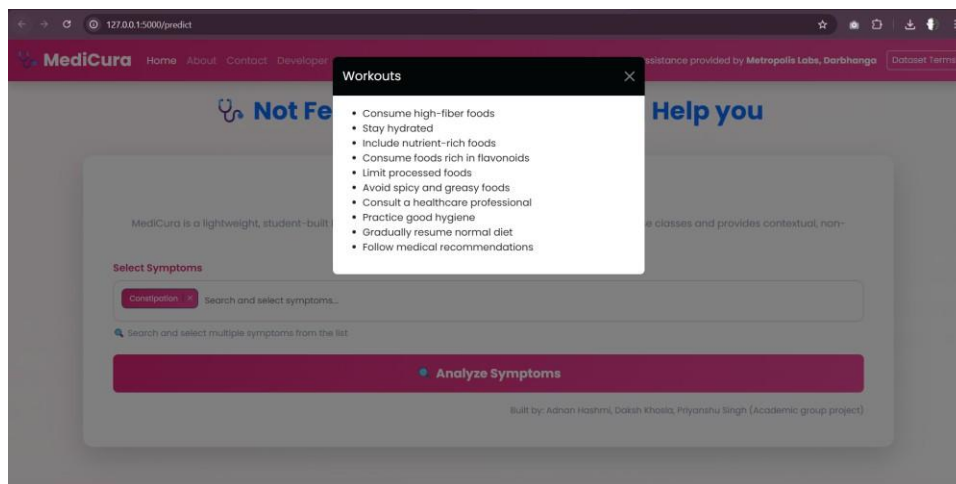 127.0.0.1:5000/predict
MediCura Home About Contact Developer
ssistance provided by Metropolis Labs, Darbhanga
Dataset Terms
Workouts
Not Fe
Help you
• Consume high-fiber foods
• Stay hydrated
• Include nutrient-rich foods
• Consume foods rich in flavonoids
• Limit processed foods
• Avoid spicy and greasy foods
• Consult a healthcare professional
• Practice good hygiene
• Gradually resume normal diet
• Follow medical recommendations
MediCura is a lightweight, student-built
e classes and provides contextual, non-
Select Symptoms
Constipation × Search and select symptoms...
Search and select multiple symptoms from the list
Analyze Symptoms
Built by: Adnan Hashmi, Daksh Khosla, Priyanshu Singh (Academic group project)